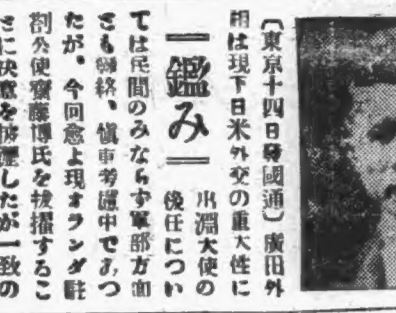 〔東京十四日發國通〕廣田外
相は現下日米外交の重大性に
鑑み
出淵大使の
後任につい
ては民間のみならず軍部方面
とも聯絡、愼重考慮中であつ
たが、今回愈よ現オランダ駐
剳公使齋藤博氏を拔擢するこ
とに決意を披瀝したが一致の